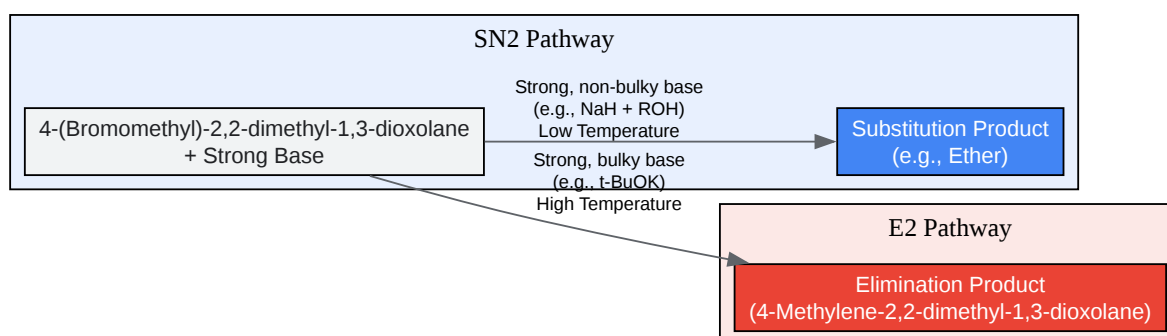 SN2 Pathway
4-(Bromomethyl)-2,2-dimethyl-1,3-dioxolane
+ Strong Base
Strong, non-bulky base
(e.g., NaH + ROH)
Low Temperature
Substitution Product
(e.g., Ether)
Strong, bulky base
(e.g., t-BuOK)
High Temperature
E2 Pathway
Elimination Product
(4-Methylene-2,2-dimethyl-1,3-dioxolane)